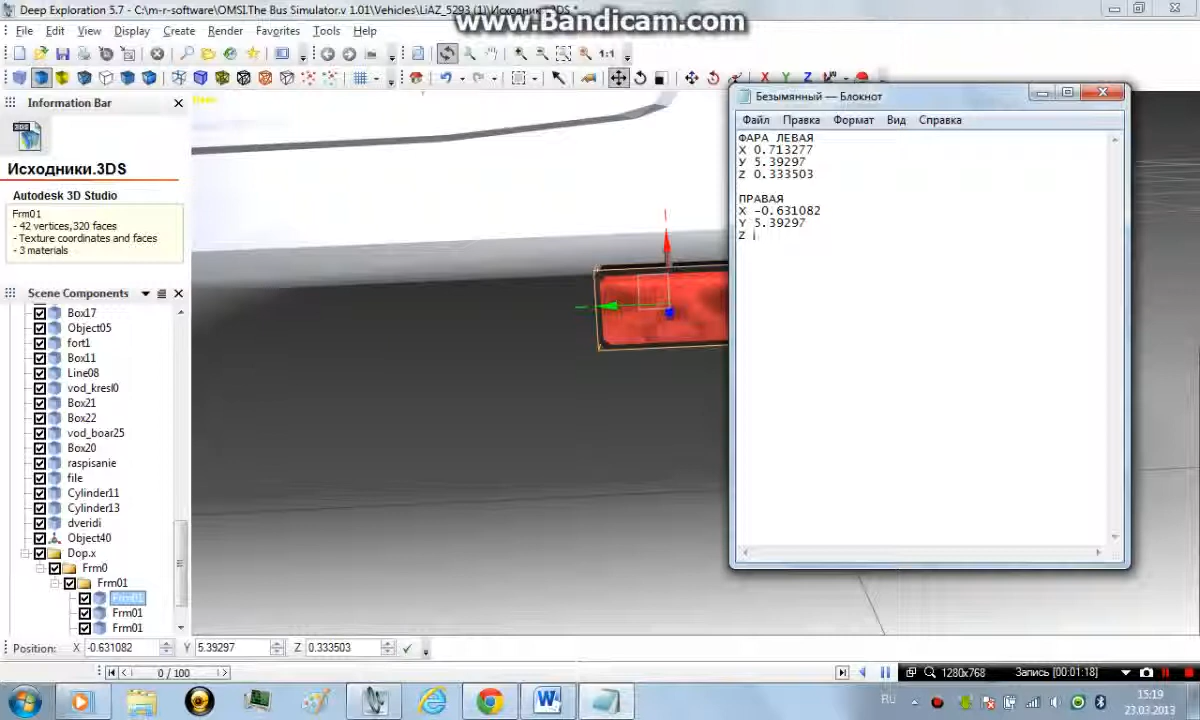 Deep Exploration 5.7 - C:\m-r-software\OMSI.The Bus Simulator.v 1.01\Vehicles\LiAZ_5293 (1)\Исходники.3DS *
www.Bandicam.com
File Edit View Display Create Render Favorites Tools Help
1:1
X Y Z
Information Bar
Исходники.3DS
Autodesk 3D Studio
Frm01
- 42 vertices,320 faces
- Texture coordinates and faces
- 3 materials
Scene Components
Box17
Object05
fort1
Box11
Line08
vod_kresl0
Box21
Box22
vod_boar25
Box20
raspisanie
file
Cylinder11
Cylinder13
dveridi
Object40
Dop.x
Frm0
Frm01
Frm01
Frm01
Frm01
Безымянный — Блокнот
Файл Правка Формат Вид Справка
ФАРА ЛЕВАЯ
X 0.713277
У 5.39297
Z 0.333503
ПРАВАЯ
X -0.631082
Y 5.39297
Z
Position: X -0.631082 Y 5.39297 Z 0.333503
0 / 100
1280x768 Запись [00:01:18]
RU
15:19
23.03.2013